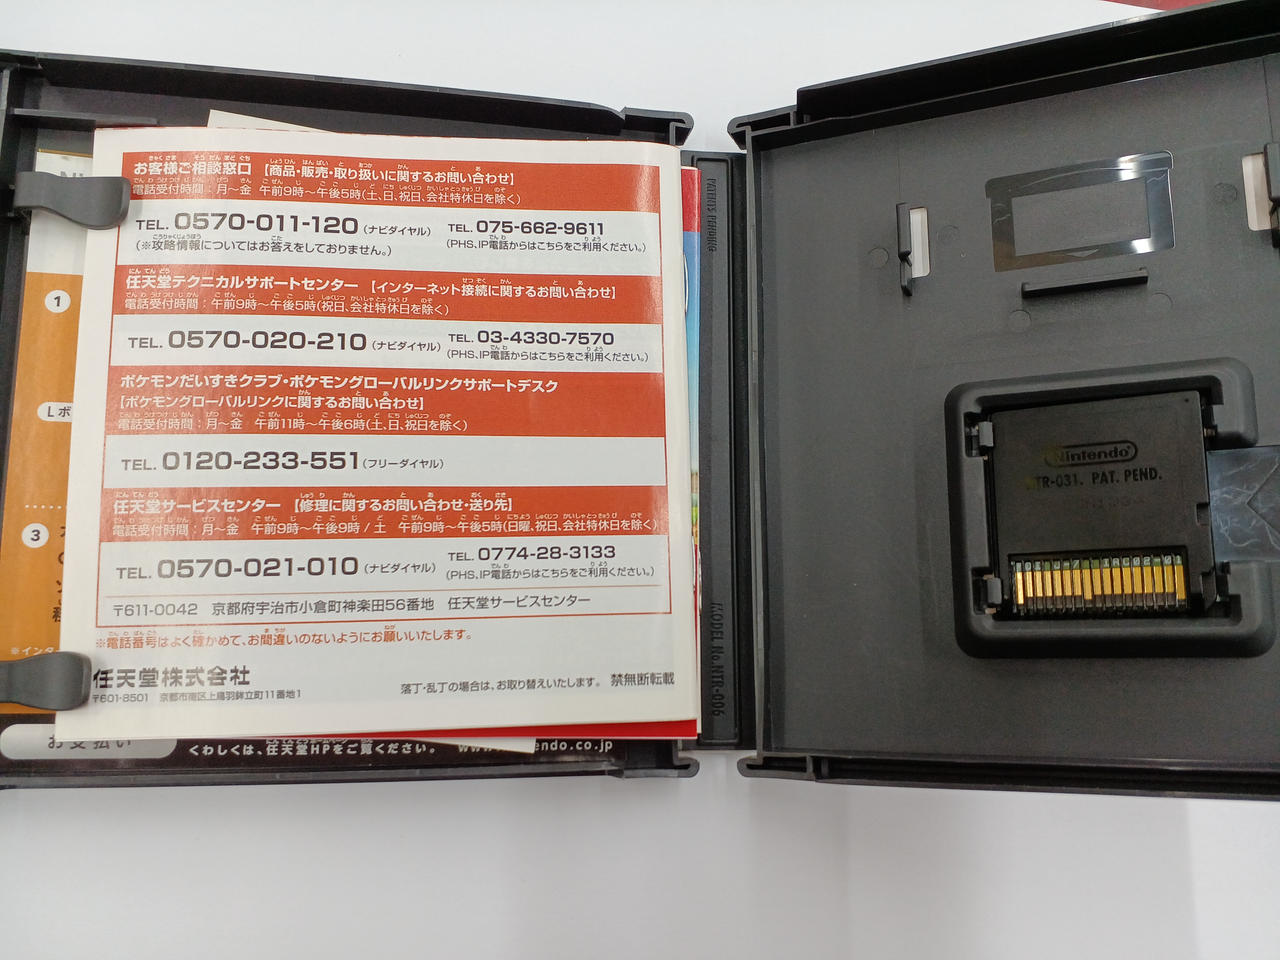 お客様ご相談窓口 【商品・販売・取り扱いに関するお問い合わせ】
電話受付時間：月～金 午前9時～午後5時(土、日、祝日、会社特休日を除く)
TEL. 0570-011-120 (ナビダイヤル) TEL. 075-662-9611
(※攻略情報についてはお答えをしておりません。) (PHS、IP電話からはこちらをご利用ください。)
任天堂テクニカルサポートセンター 【インターネット接続に関するお問い合わせ】
電話受付時間：午前9時～午後5時(祝日、会社特休日を除く)
TEL. 0570-020-210 (ナビダイヤル) TEL. 03-4330-7570
(PHS、IP電話からはこちらをご利用ください。)
ポケモンだいすきクラブ・ポケモングローバルリンクサポートデスク
【ポケモングローバルリンクに関するお問い合わせ】
電話受付時間：月～金 午前11時～午後6時(土、日、祝日を除く)
TEL. 0120-233-551 (フリーダイヤル)
任天堂サービスセンター 【修理に関するお問い合わせ・送り先】
電話受付時間：月～金 午前9時～午後9時 / 土 午前9時～午後5時(日曜、祝日、会社特休日を除く)
TEL. 0570-021-010 (ナビダイヤル) TEL. 0774-28-3133
(PHS、IP電話からはこちらをご利用ください。)
〒611-0042 京都府宇治市小倉町神楽田56番地 任天堂サービスセンター
※電話番号はよく確かめて、お間違いのないようにお願いいたします。
任天堂株式会社
〒601-8501 京都市南区上鳥羽鉾立町11番地1
落丁・乱丁の場合は、お取り替えいたします。 禁無断転載
1
Lボ
3
※インタ
お支払い
くわしくは、任天堂HPをご覧ください。
ndo.co.jp
PATENTS PENDING
MODEL No.NTR-006
Nintendo
NTR-031. PAT. PEND.